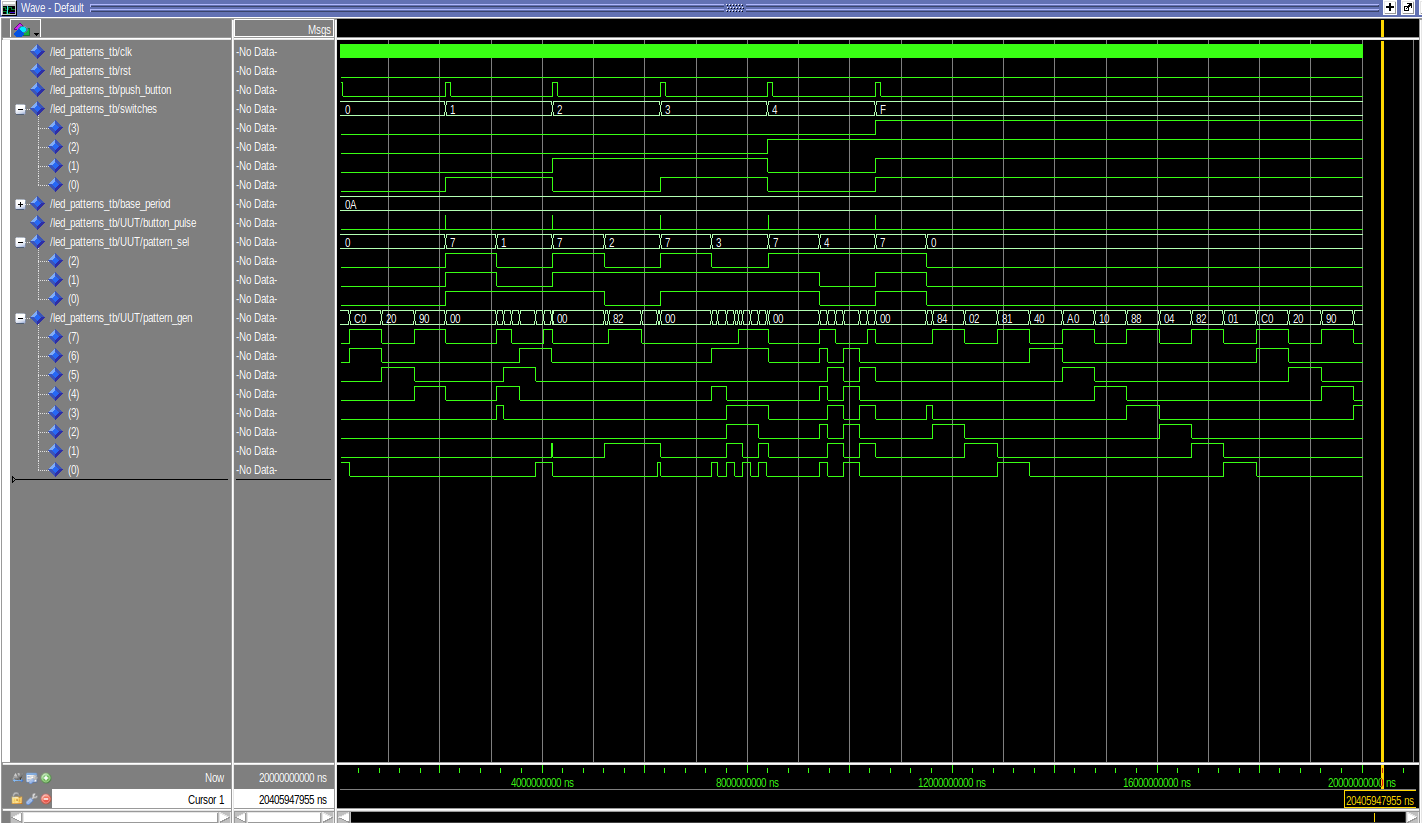 Wave - Default
Msgs
/led_patterns_tb/clk -No Data-
/led_patterns_tb/rst -No Data-
/led_patterns_tb/push_button -No Data-
/led_patterns_tb/switches -No Data- 0 1 2 3 4 F
(3) -No Data-
(2) -No Data-
(1) -No Data-
(0) -No Data-
/led_patterns_tb/base_period -No Data- 0A
/led_patterns_tb/UUT/button_pulse -No Data-
/led_patterns_tb/UUT/pattern_sel -No Data- 0 7 1 7 2 7 3 7 4 7 0
(2) -No Data-
(1) -No Data-
(0) -No Data-
/led_patterns_tb/UUT/pattern_gen -No Data- C0 20 90 00 00 82 00 00 00 84 02 81 40 A0 10 88 04 82 01 C0 20 90
(7) -No Data-
(6) -No Data-
(5) -No Data-
(4) -No Data-
(3) -No Data-
(2) -No Data-
(1) -No Data-
(0) -No Data-
Now 20000000000 ns 4000000000 ns 8000000000 ns 12000000000 ns 16000000000 ns 20000000000 ns
Cursor 1 20405947955 ns 20405947955 ns